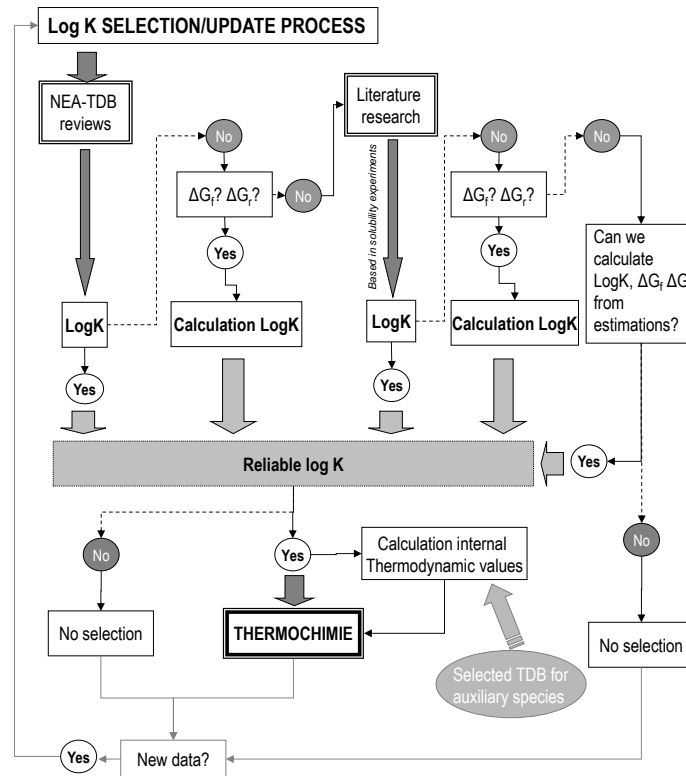 Log K SELECTION/UPDATE PROCESS
NEA-TDB
reviews
No
ΔGf? ΔGr?
No
Yes
LogK
Calculation LogK
Yes
Literature
research
Based in solubility experiments
No
No
ΔGf? ΔGr?
Yes
LogK
Calculation LogK
Yes
Can we
calculate
LogK, ΔGf ΔG
from
estimations?
Reliable log K
Yes
No
Yes
Calculation internal
Thermodynamic values
No
No selection
THERMOCHIMIE
Selected TDB for
auxiliary species
No selection
Yes
New data?